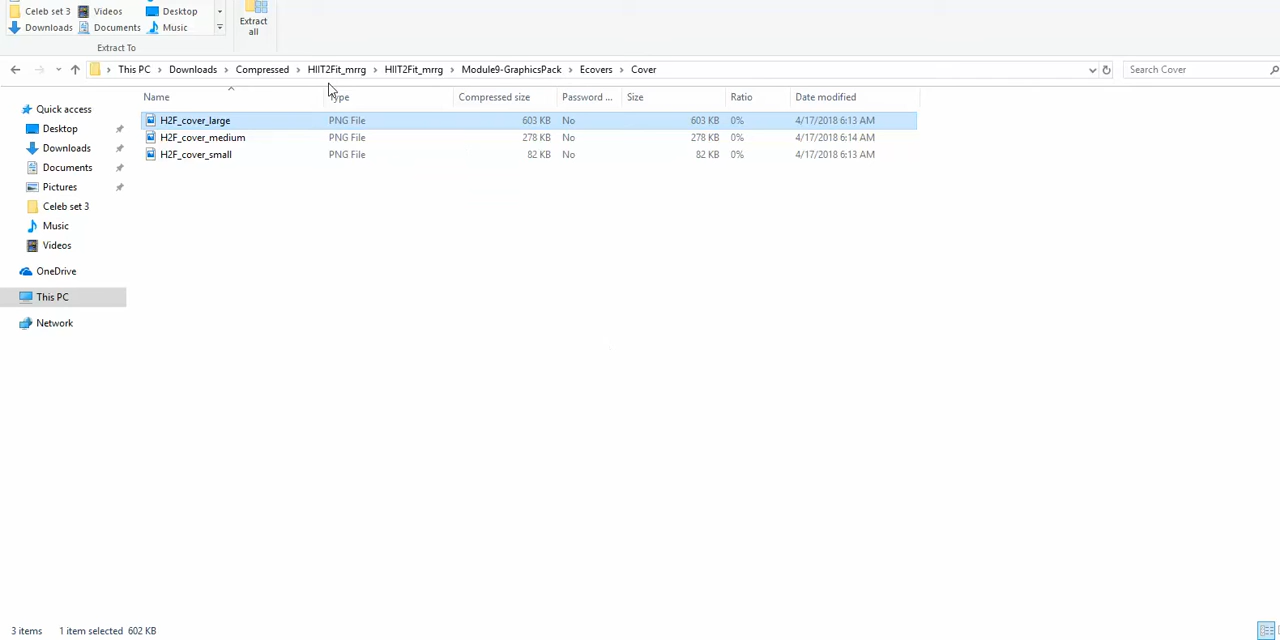 Celeb set 3 Videos Desktop
Downloads Documents Music
Extract all
Extract To
This PC > Downloads > Compressed > HIIT2Fit_mrrg > HIIT2Fit_mrrg > Module9-GraphicsPack > Ecovers > Cover
Search Cover
Name Type Compressed size Password ... Size Ratio Date modified
H2F_cover_large PNG File 603 KB No 603 KB 0% 4/17/2018 6:13 AM
H2F_cover_medium PNG File 278 KB No 278 KB 0% 4/17/2018 6:14 AM
H2F_cover_small PNG File 82 KB No 82 KB 0% 4/17/2018 6:13 AM
Quick access
Desktop
Downloads
Documents
Pictures
Celeb set 3
Music
Videos
OneDrive
This PC
Network
3 items 1 item selected 602 KB